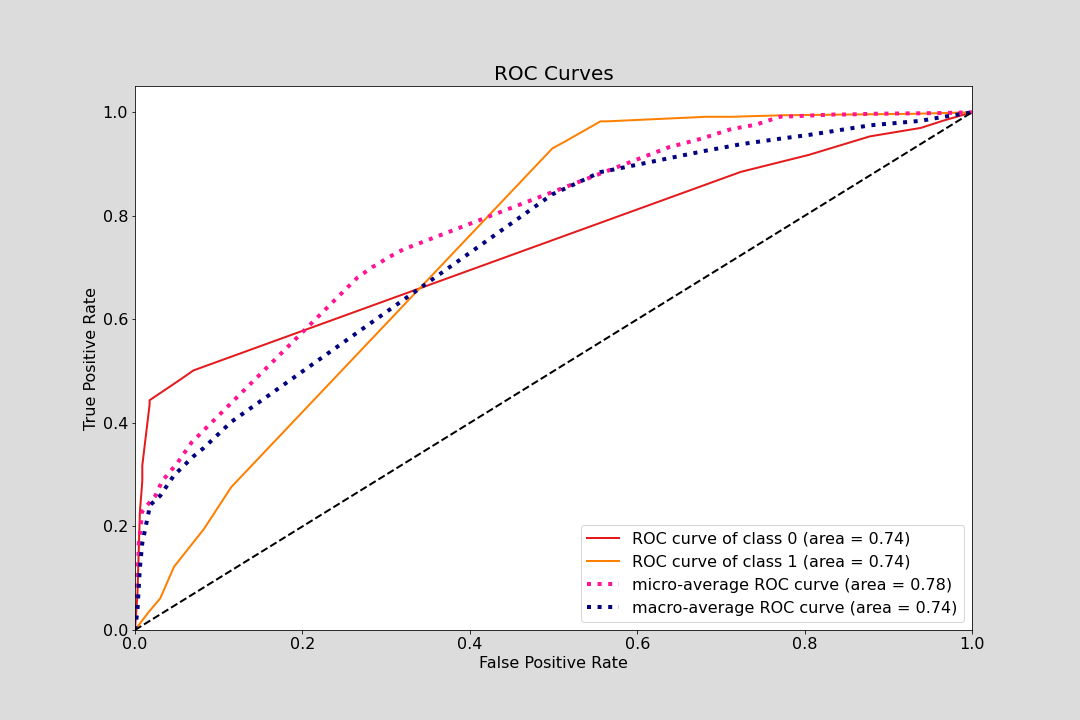 ROC Curves
True Positive Rate
1.0
0.8
0.6
0.4
0.2
0.0
0.0 0.2 0.4 0.6 0.8 1.0
False Positive Rate
ROC curve of class 0 (area = 0.74)
ROC curve of class 1 (area = 0.74)
micro-average ROC curve (area = 0.78)
macro-average ROC curve (area = 0.74)